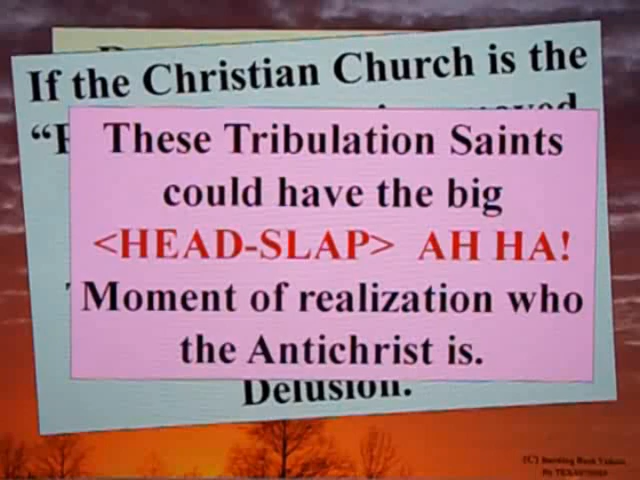 If the Christian Church is the
These Tribulation Saints
could have the big
<HEAD-SLAP> AH HA!
Moment of realization who
the Antichrist is.
Delusion.